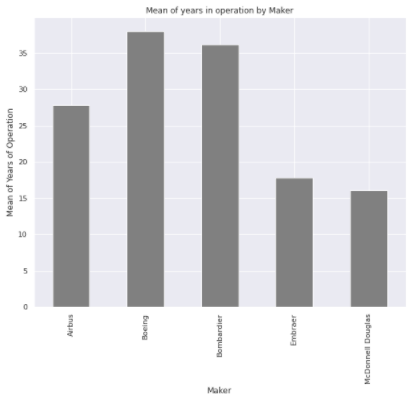 Mean of years in operation by Maker
Mean of Years of Operation
35
30
25
20
15
10
5
0
Airbus
Boeing
Bombardier
Embraer
McDonnell Douglas
Maker